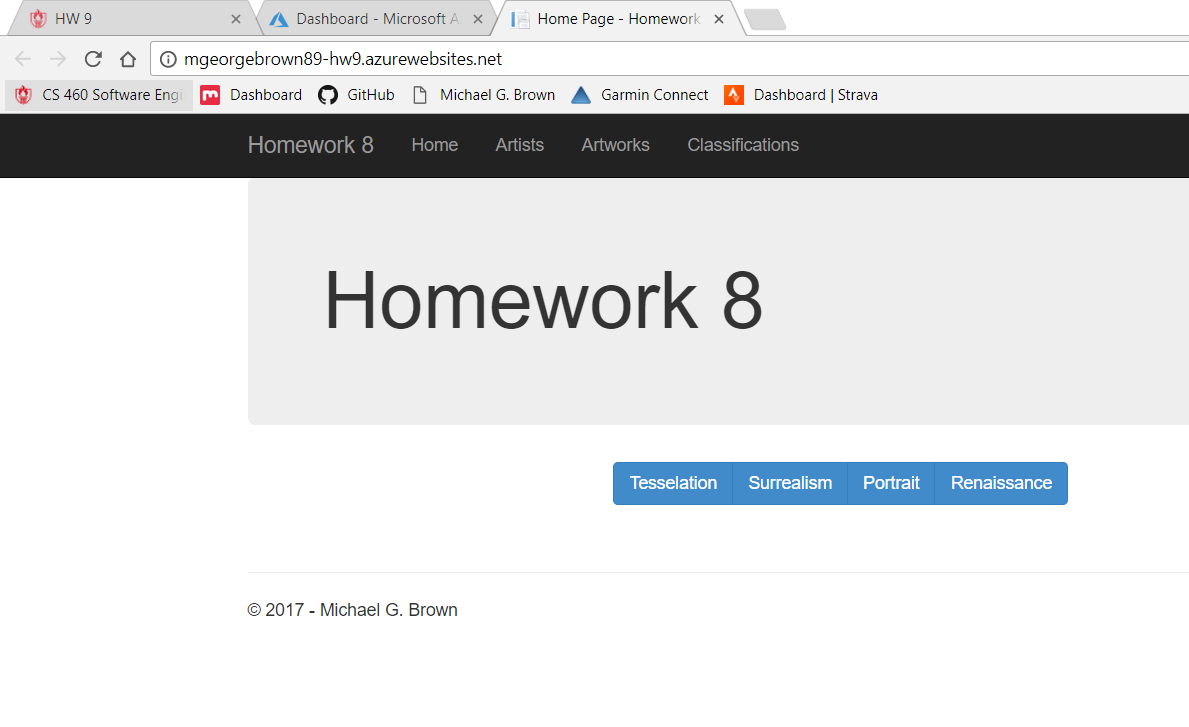 HW 9 Dashboard - Microsoft A Home Page - Homework
mgeorgebrown89-hw9.azurewebsites.net
CS 460 Software Engi Dashboard GitHub Michael G. Brown Garmin Connect Dashboard | Strava
Homework 8 Home Artists Artworks Classifications
Homework 8
Tesselation Surrealism Portrait Renaissance
© 2017 - Michael G. Brown